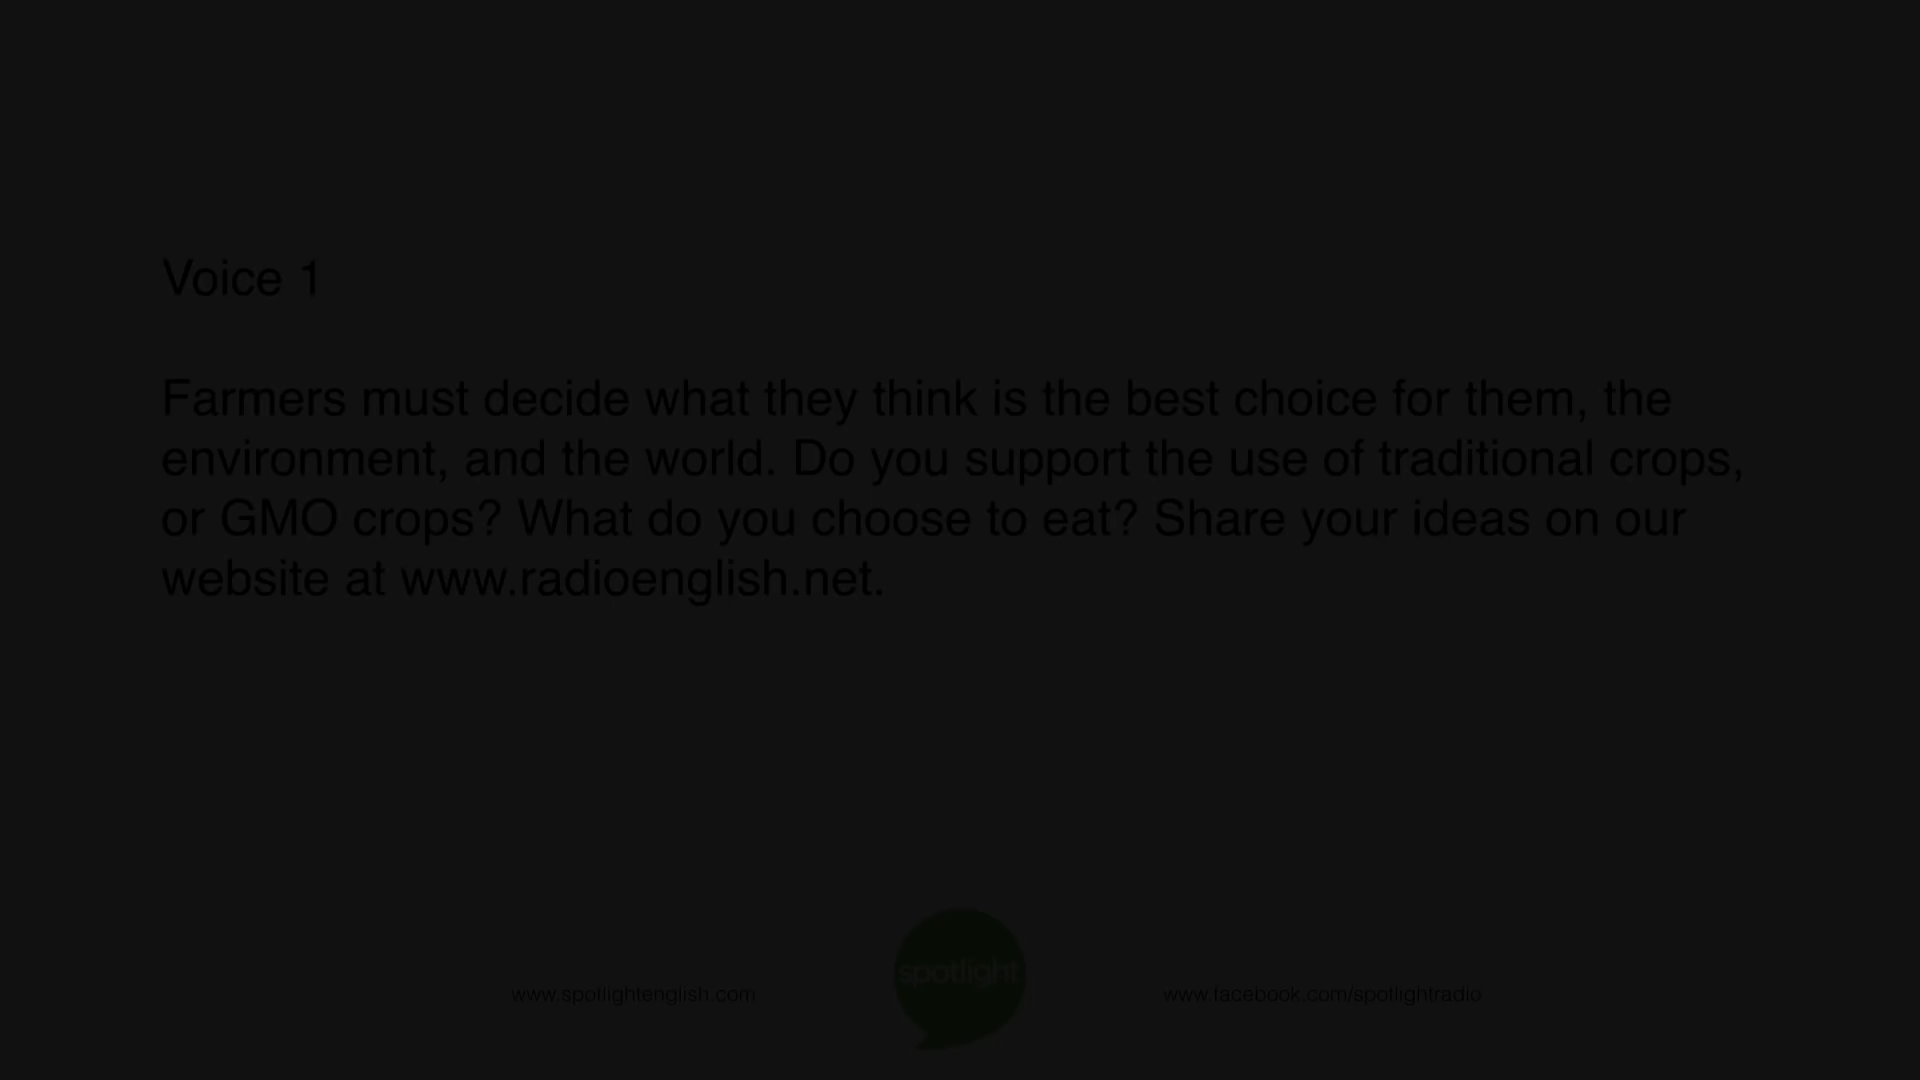 Voice 1
Farmers must decide what they think is the best choice for them, the
environment, and the world. Do you support the use of traditional crops,
or GMO crops? What do you choose to eat? Share your ideas on our
website at www.radioenglish.net.
spotlight
www.spotlightenglish.com
www.facebook.com/spotlightradio